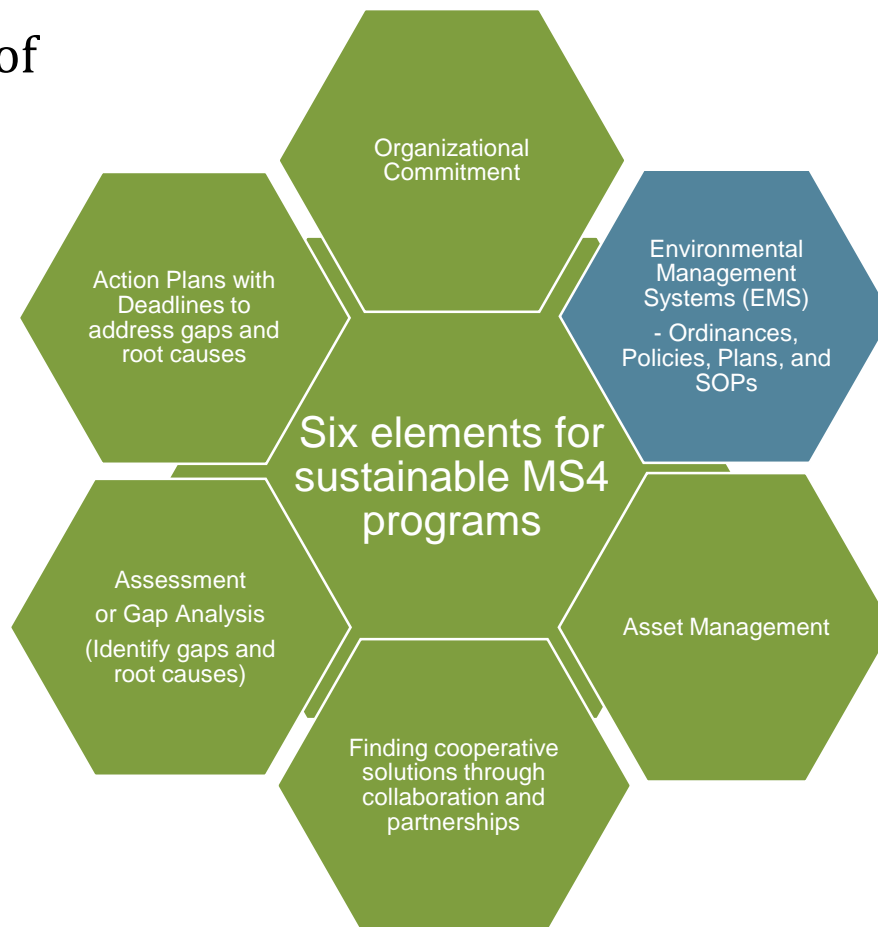 of
Organizational
Commitment
Environmental
Management
Systems (EMS)
- Ordinances,
Policies, Plans, and
SOPs
Action Plans with
Deadlines to
address gaps and
root causes
Six elements for
sustainable MS4
programs
Assessment
or Gap Analysis
(Identify gaps and
root causes)
Asset Management
Finding cooperative
solutions through
collaboration and
partnerships